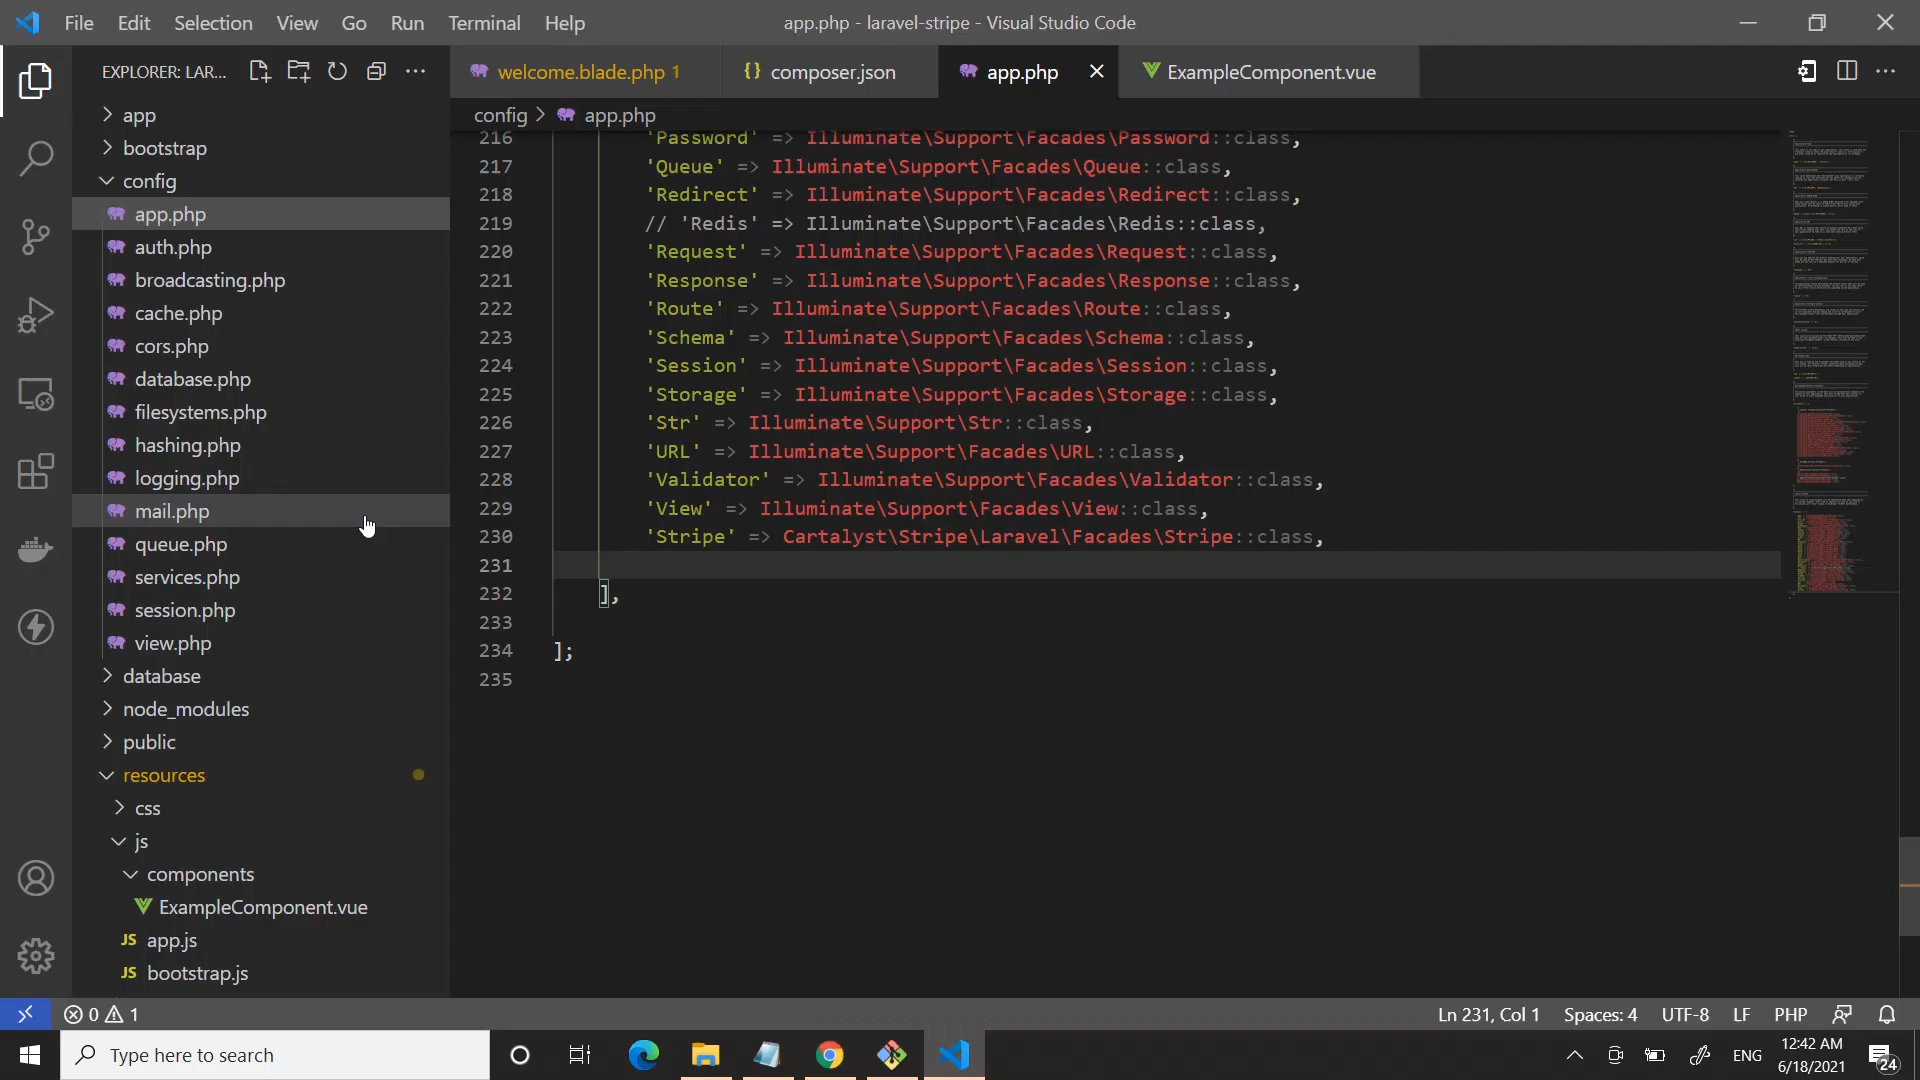 File Edit Selection View Go Run Terminal Help
app.php - laravel-stripe - Visual Studio Code
EXPLORER: LAR...
welcome.blade.php 1
{} composer.json
app.php
ExampleComponent.vue
config > app.php
app
bootstrap
config
app.php
auth.php
broadcasting.php
cache.php
cors.php
database.php
filesystems.php
hashing.php
logging.php
mail.php
queue.php
services.php
session.php
view.php
database
node_modules
public
resources
css
js
components
ExampleComponent.vue
JS app.js
JS bootstrap.js
216 'Password' => Illuminate\Support\Facades\Password::class,
217 'Queue' => Illuminate\Support\Facades\Queue::class,
218 'Redirect' => Illuminate\Support\Facades\Redirect::class,
219 // 'Redis' => Illuminate\Support\Facades\Redis::class,
220 'Request' => Illuminate\Support\Facades\Request::class,
221 'Response' => Illuminate\Support\Facades\Response::class,
222 'Route' => Illuminate\Support\Facades\Route::class,
223 'Schema' => Illuminate\Support\Facades\Schema::class,
224 'Session' => Illuminate\Support\Facades\Session::class,
225 'Storage' => Illuminate\Support\Facades\Storage::class,
226 'Str' => Illuminate\Support\Str::class,
227 'URL' => Illuminate\Support\Facades\URL::class,
228 'Validator' => Illuminate\Support\Facades\Validator::class,
229 'View' => Illuminate\Support\Facades\View::class,
230 'Stripe' => Cartalyst\Stripe\Laravel\Facades\Stripe::class,
231
232 ],
233
234 ];
235
0 1
Ln 231, Col 1 Spaces: 4 UTF-8 LF PHP
Type here to search
ENG
12:42 AM
6/18/2021
24